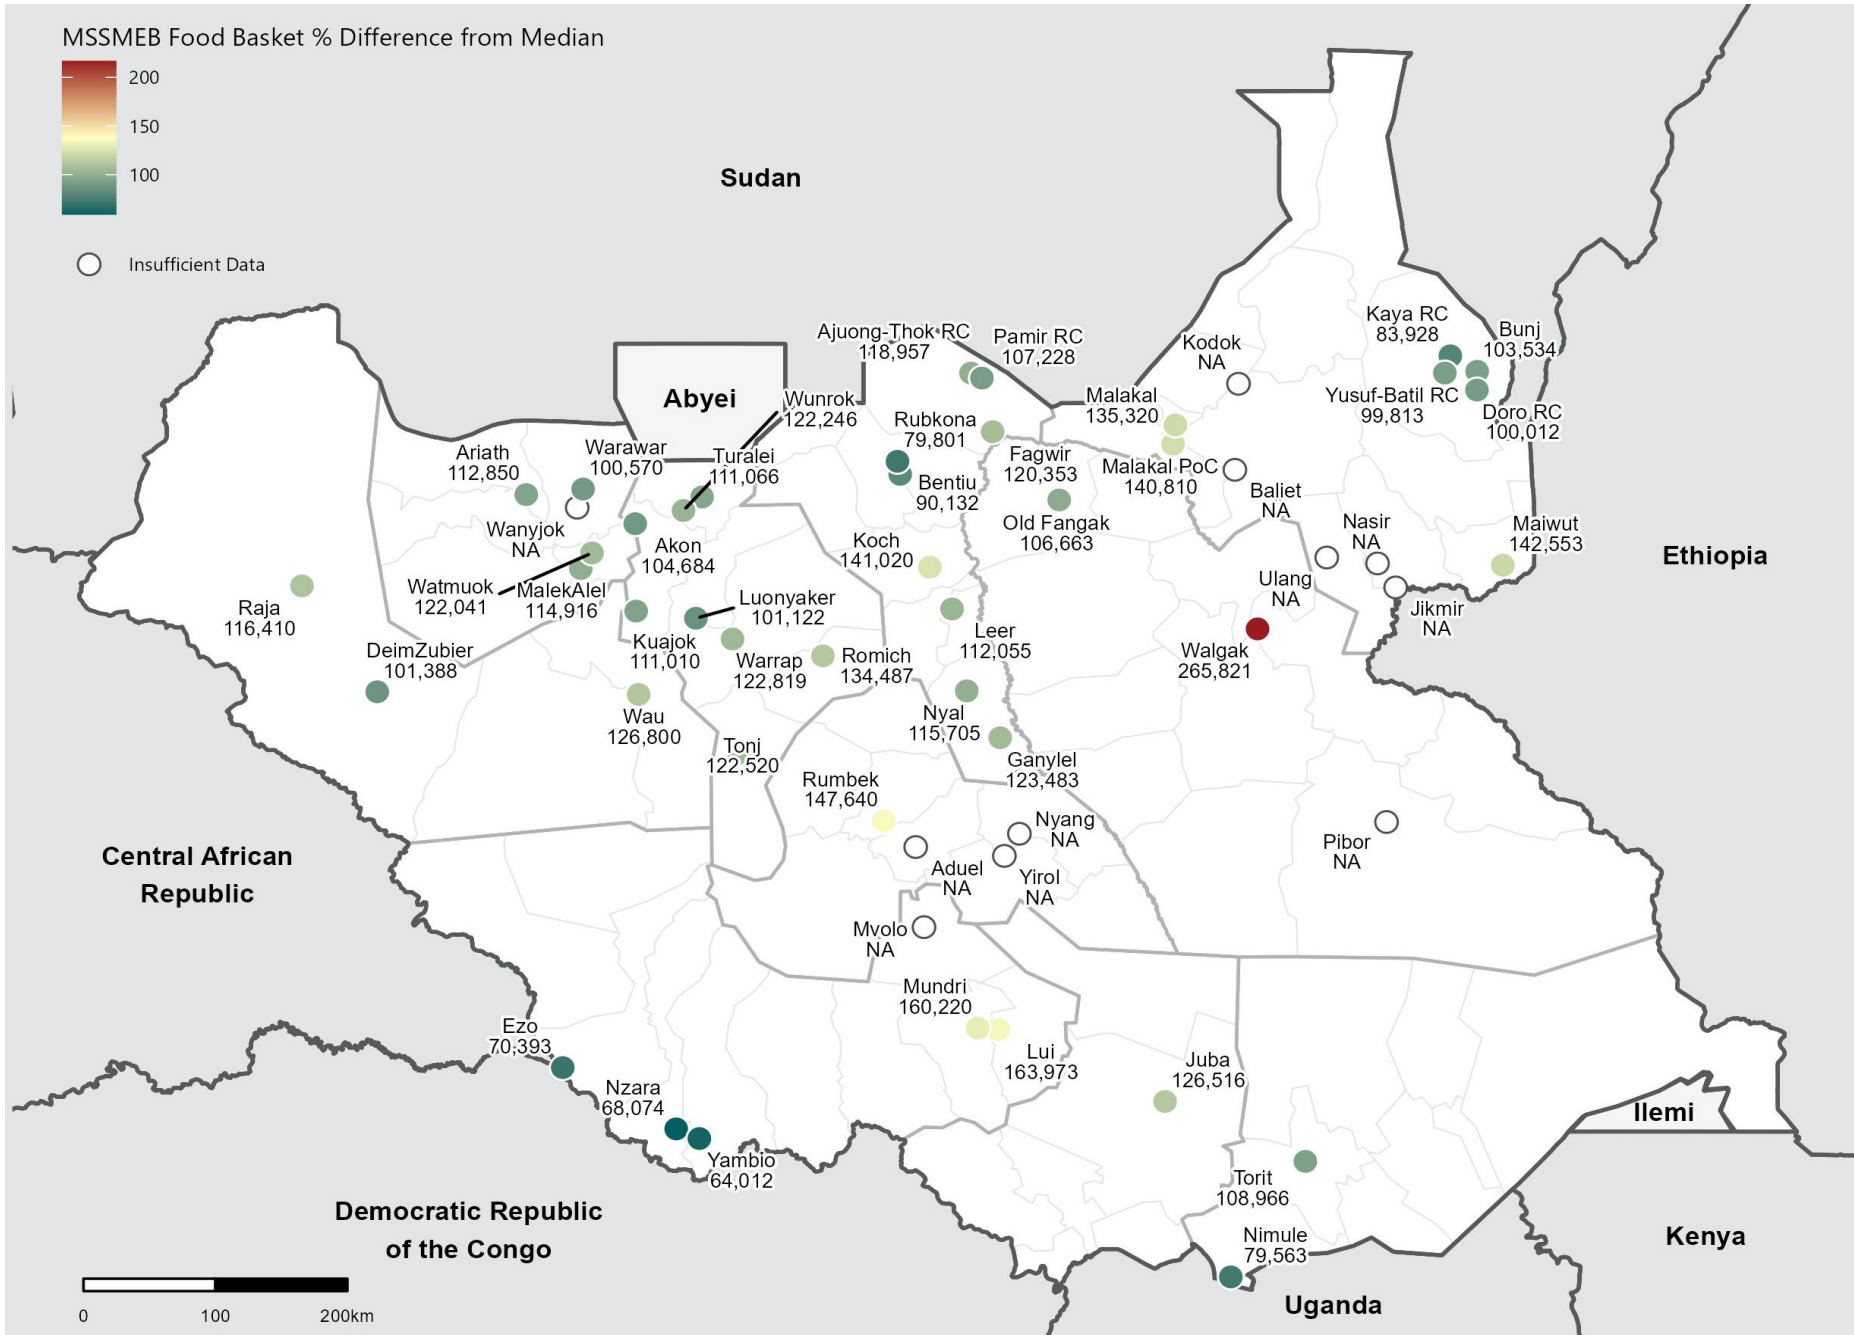 MSSMEB Food Basket % Difference from Median
200
150
100
Insufficient Data
Sudan
Abyei
Ethiopia
Central African
Republic
Democratic Republic
of the Congo
Uganda
Kenya
Ilemi
Kaya RC
83,928
Bunj
103,534
Yusuf-Batil RC
99,813
Doro RC
100,012
Ajuong-Thok RC
118,957
Pamir RC
107,228
Kodok
NA
Malakal
135,320
Malakal PoC
140,810
Baliet
NA
Wunrok
122,246
Turalei
111,066
Rubkona
79,801
Bentiu
90,132
Fagwir
120,353
Old Fangak
106,663
Ariath
112,850
Warawar
100,570
Wanyjok
NA
Akon
104,684
Watmuok
122,041
MalekAlel
114,916
Raja
116,410
DeimZubier
101,388
Kuajok
111,010
Luonyaker
101,122
Warrap
122,819
Romich
134,487
Koch
141,020
Leer
112,055
Nyal
115,705
Ganylel
123,483
Wau
126,800
Tonj
122,520
Rumbek
147,640
Aduel
NA
Nyang
NA
Yirol
NA
Mvolo
NA
Nasir
NA
Ulang
NA
Jikmir
NA
Maiwut
142,553
Walgak
265,821
Pibor
NA
Mundri
160,220
Lui
163,973
Juba
126,516
Ezo
70,393
Nzara
68,074
Yambio
64,012
Torit
108,966
Nimule
79,563
0
100
200km